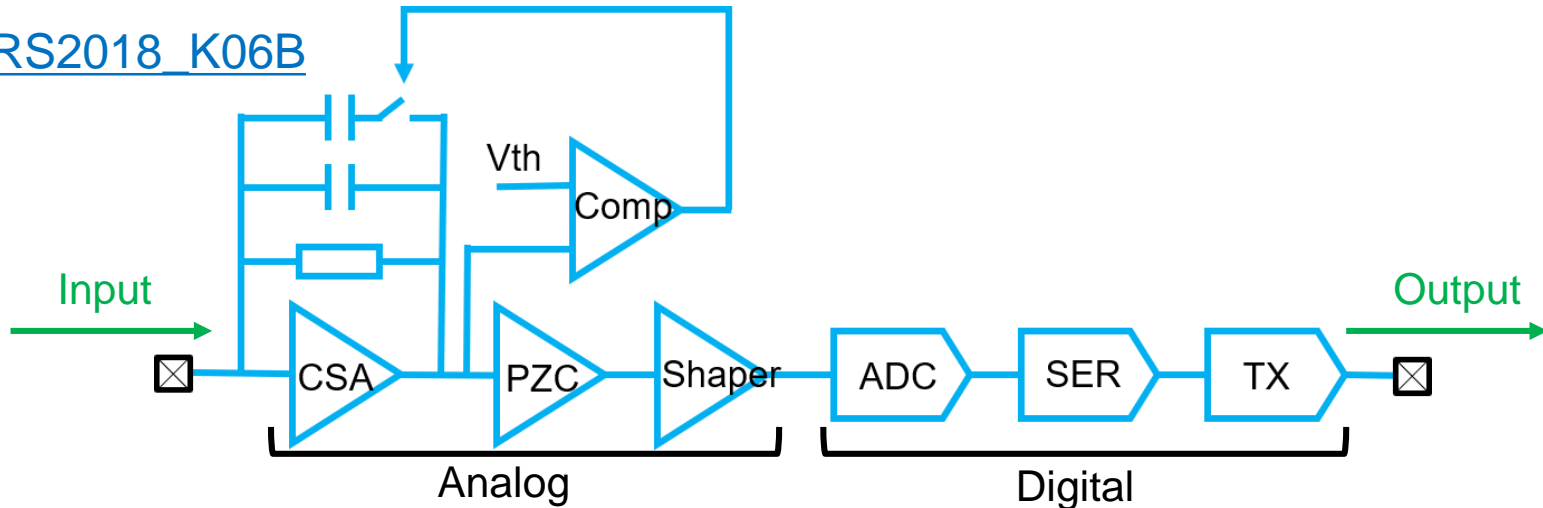 RS2018_K06B
Vth
Comp
Input
Output
CSA
PZC
Shaper
ADC
SER
TX
Analog
Digital